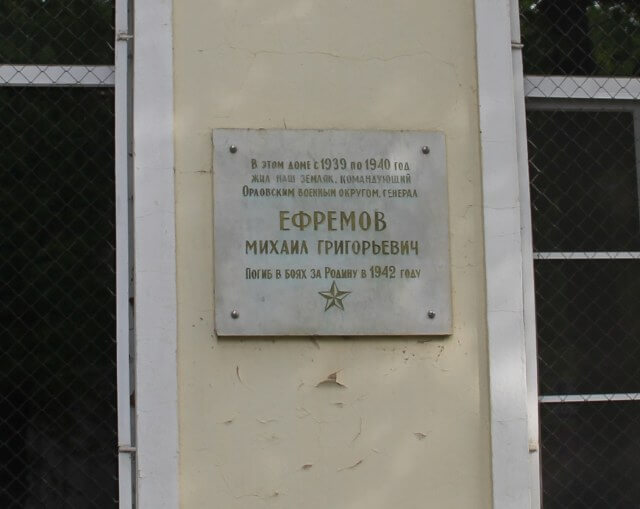 В ЭТОМ ДОМЕ С 1939 ПО 1940 ГОД
ЖИЛ НАШ ЗЕМЛЯК, КОМАНДУЮЩИЙ
ОРЛОВСКИМ ВОЕННЫМ ОКРУГОМ, ГЕНЕРАЛ
ЕФРЕМОВ
МИХАИЛ ГРИГОРЬЕВИЧ
ПОГИБ В БОЯХ ЗА РОДИНУ В 1942 ГОДУ